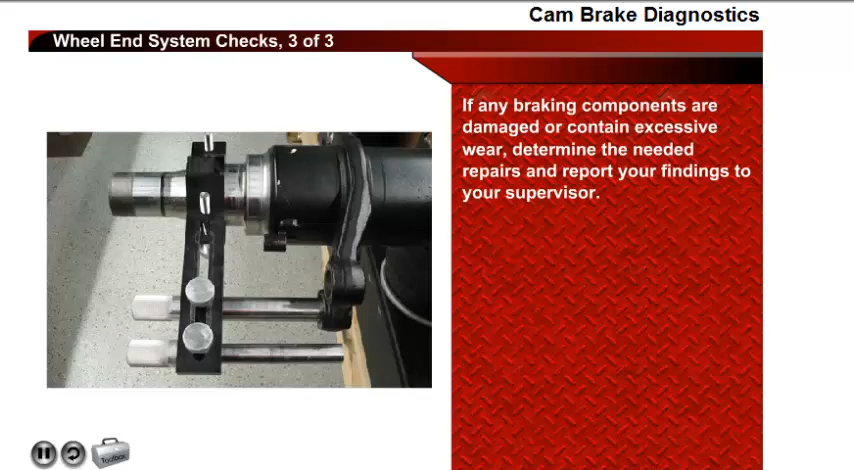 Cam Brake Diagnostics
Wheel End System Checks, 3 of 3
If any braking components are
damaged or contain excessive
wear, determine the needed
repairs and report your findings to
your supervisor.
Toolbox